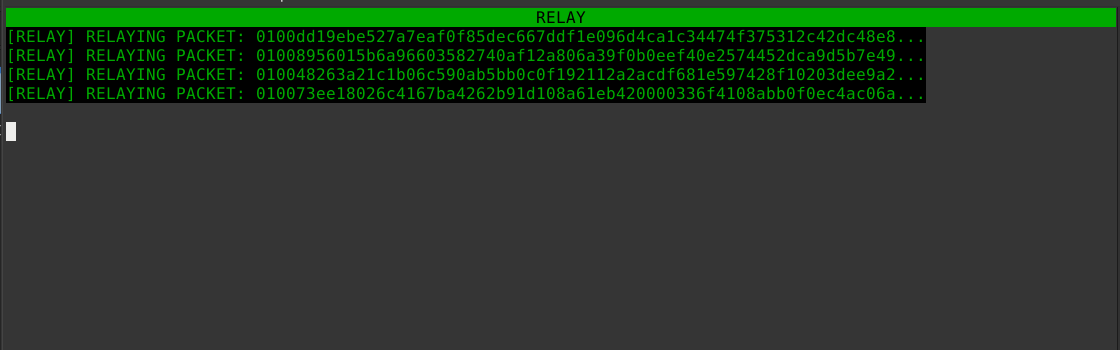 RELAY
[RELAY] RELAYING PACKET: 0100dd19ebe527a7eaf0f85dec667ddf1e096d4ca1c34474f375312c42dc48e8...
[RELAY] RELAYING PACKET: 01008956015b6a96603582740af12a806a39f0b0eef40e2574452dca9d5b7e49...
[RELAY] RELAYING PACKET: 010048263a21c1b06c590ab5bb0c0f192112a2acdf681e597428f10203dee9a2...
[RELAY] RELAYING PACKET: 010073ee18026c4167ba4262b91d108a61eb420000336f4108abb0f0ec4ac06a...